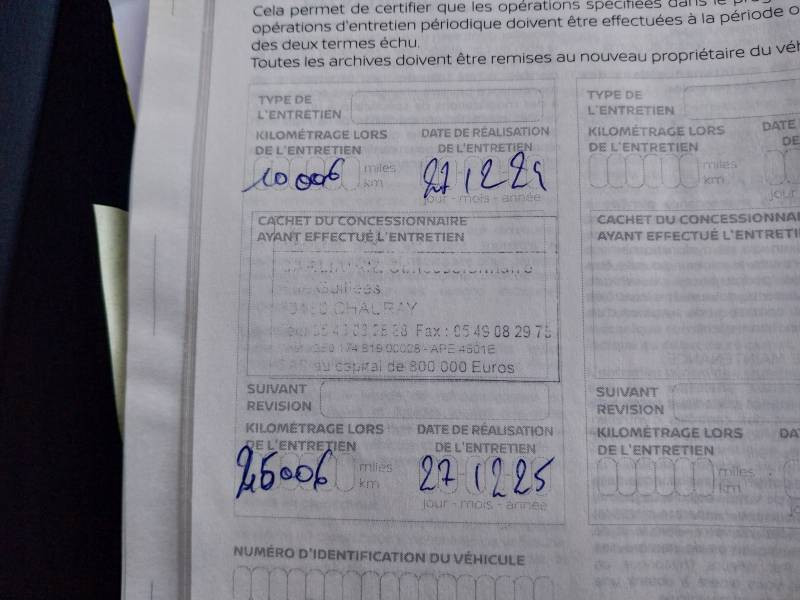 Cela permet de certifier que les opérations spécifiées dans le
opérations d'entretien périodique doivent être effectuées à la période
des deux termes échu.
Toutes les archives doivent être remises au nouveau propriétaire du
TYPE DE
L'ENTRETIEN
KILOMÉTRAGE LORS
DE L'ENTRETIEN
10006
miles
km
DATE DE RÉALISATION
DE L'ENTRETIEN
27 12 24
jour - mois - année
CACHET DU CONCESSIONNAIRE
AYANT EFFECTUÉ L'ENTRETIEN
Concessionnaire
CHAURAY
Fax : 05 49 08 29 75
APE 4501E
au capital de 800 000 Euros
SUIVANT
REVISION
KILOMÉTRAGE LORS
DE L'ENTRETIEN
25006
miles
km
DATE DE RÉALISATION
DE L'ENTRETIEN
27 12 25
jour - mois - année
NUMÉRO D'IDENTIFICATION DU VÉHICULE
TYPE DE
L'ENTRETIEN
KILOMÉTRAGE LORS
DE L'ENTRETIEN
miles
km
DATE
DE
jour
CACHET DU
AYANT EFFECTUÉ
SUIVANT
REVISION
KILOMÉTRAGE LORS
DE L'ENTRETIEN
miles
km